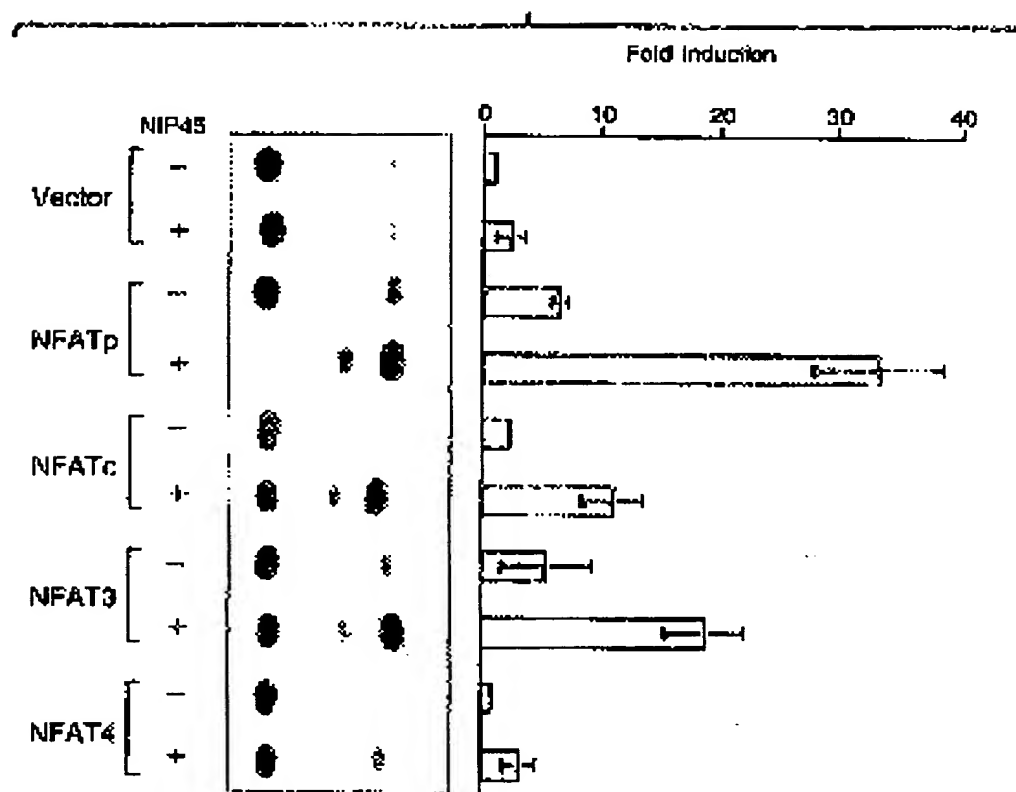 Fold Induction
0 10 20 30 40
NIP45
Vector
−
+
NFATp
−
+
NFATc
−
+
NFAT3
−
+
NFAT4
−
+